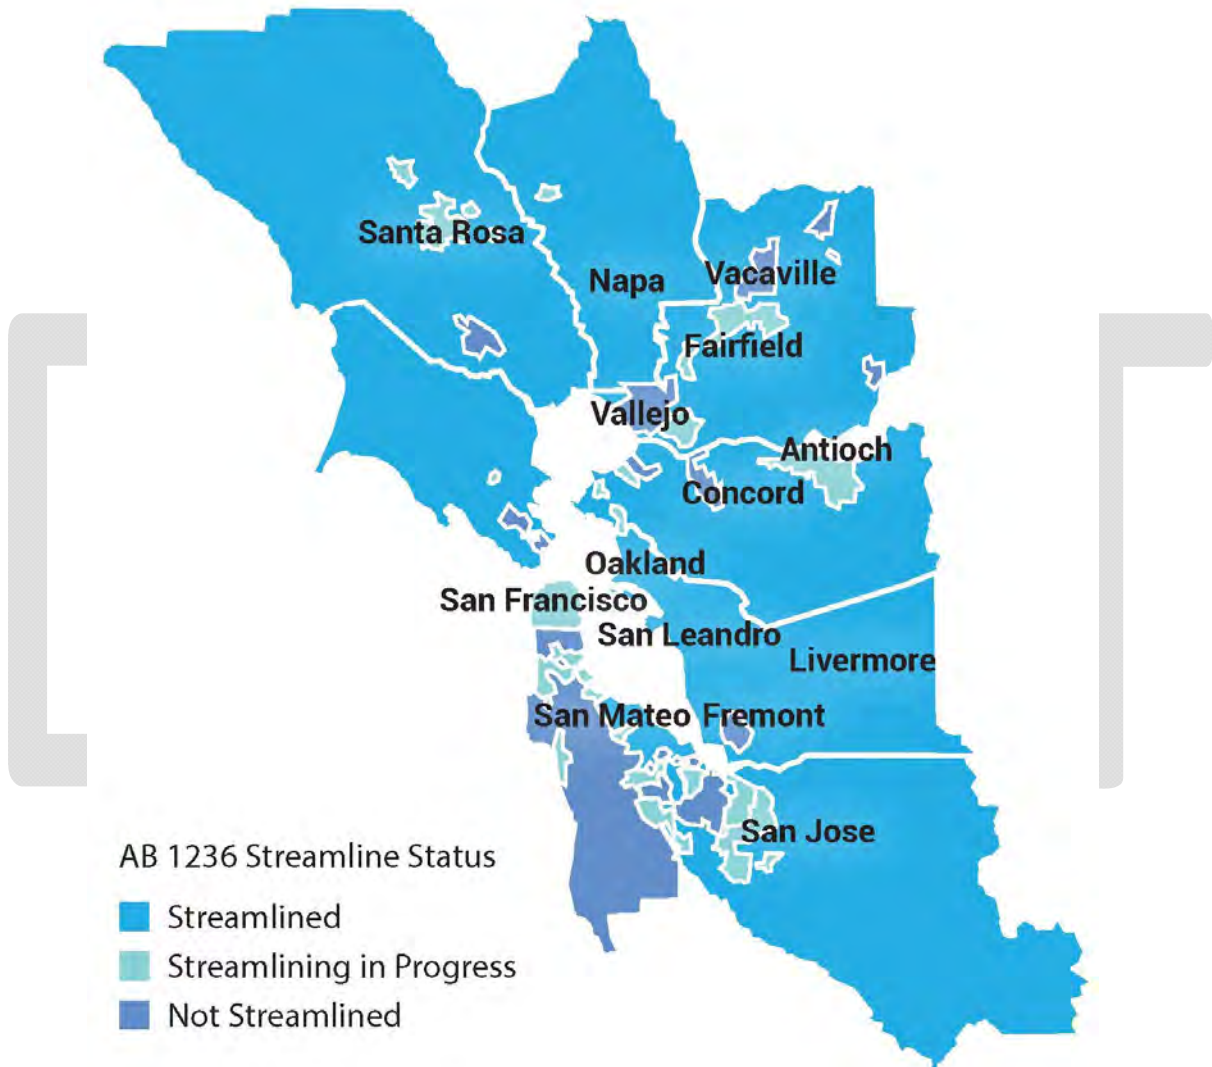 Santa Rosa
Napa
Vacaville
Fairfield
Vallejo
Antioch
Concord
Oakland
San Francisco
San Leandro
Livermore
San Mateo
Fremont
San Jose
AB 1236 Streamline Status
Streamlined
Streamlining in Progress
Not Streamlined